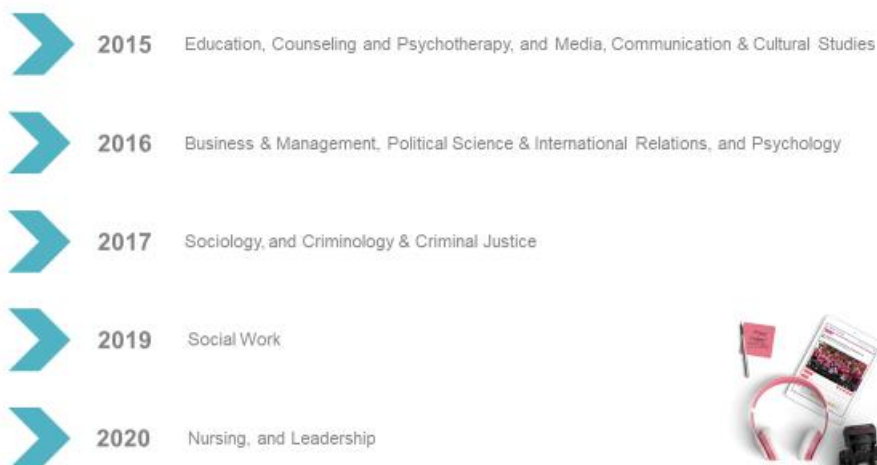 2015 Education, Counseling and Psychotherapy, and Media, Communication & Cultural Studies
2016 Business & Management, Political Science & International Relations, and Psychology
2017 Sociology, and Criminology & Criminal Justice
2019 Social Work
2020 Nursing, and Leadership